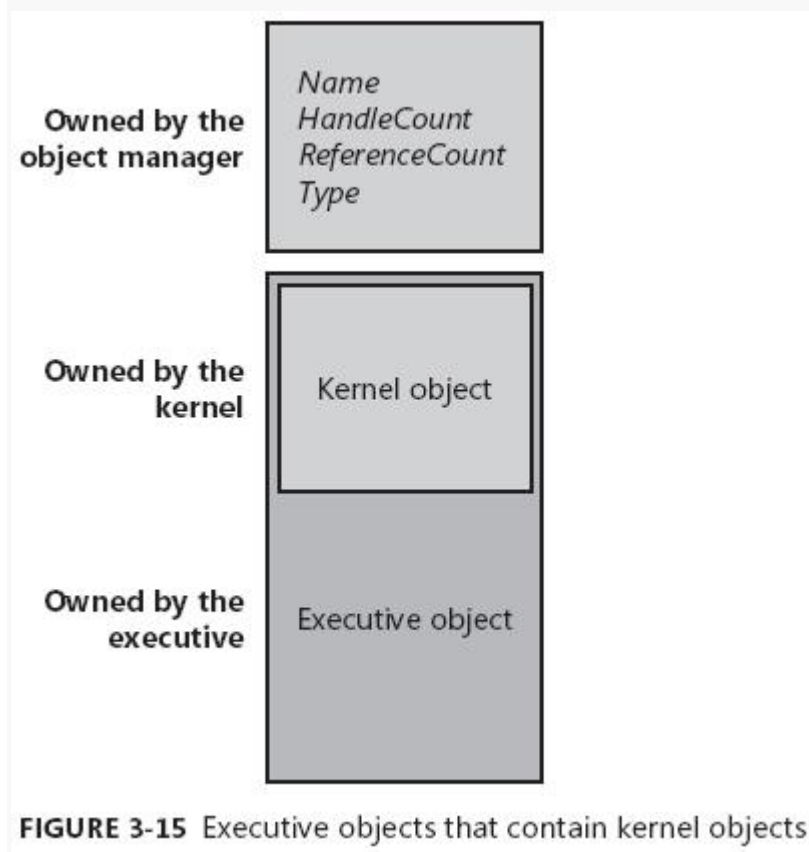 Owned by the
object manager
Name
HandleCount
ReferenceCount
Type
Owned by the
kernel
Kernel object
Owned by the
executive
Executive object
FIGURE 3-15 Executive objects that contain kernel objects